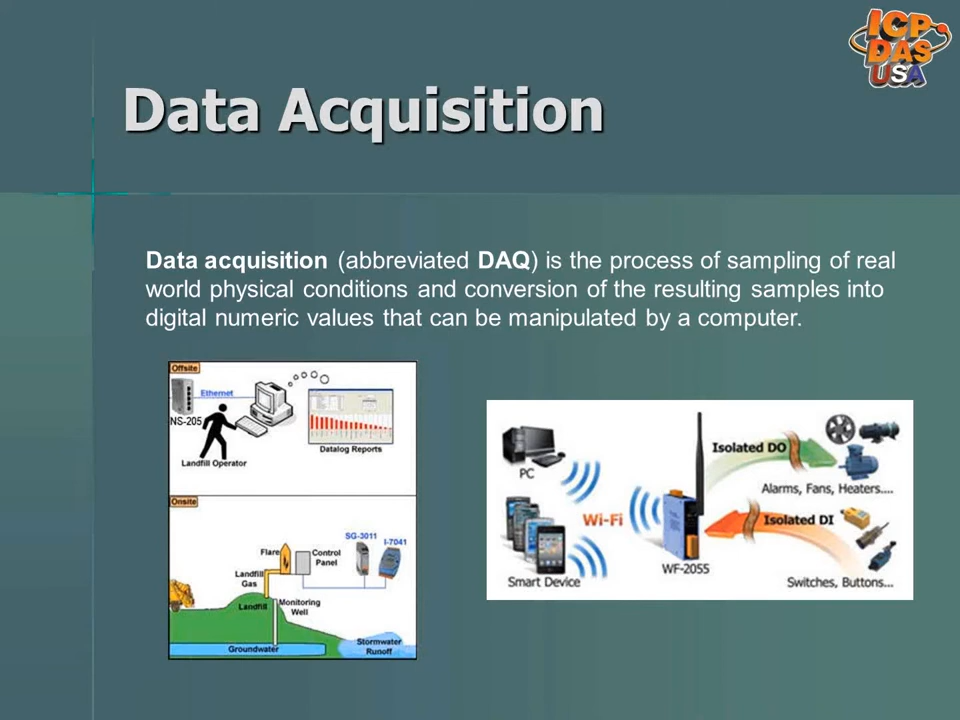 ICP
DAS
USA
Data Acquisition
Data acquisition (abbreviated DAQ) is the process of sampling of real
world physical conditions and conversion of the resulting samples into
digital numeric values that can be manipulated by a computer.
Offsite
Ethernet
NS-205
Landfill Operator
Datalog Reports
Onsite
SG-3011
I-7041
Flare
Control
Panel
Landfill
Gas
Landfill
Monitoring
Well
Groundwater
Stormwater
Runoff
PC
Smart Device
Wi-Fi
WF-2055
Isolated DO
Alarms, Fans, Heaters....
Isolated DI
Switches, Buttons...